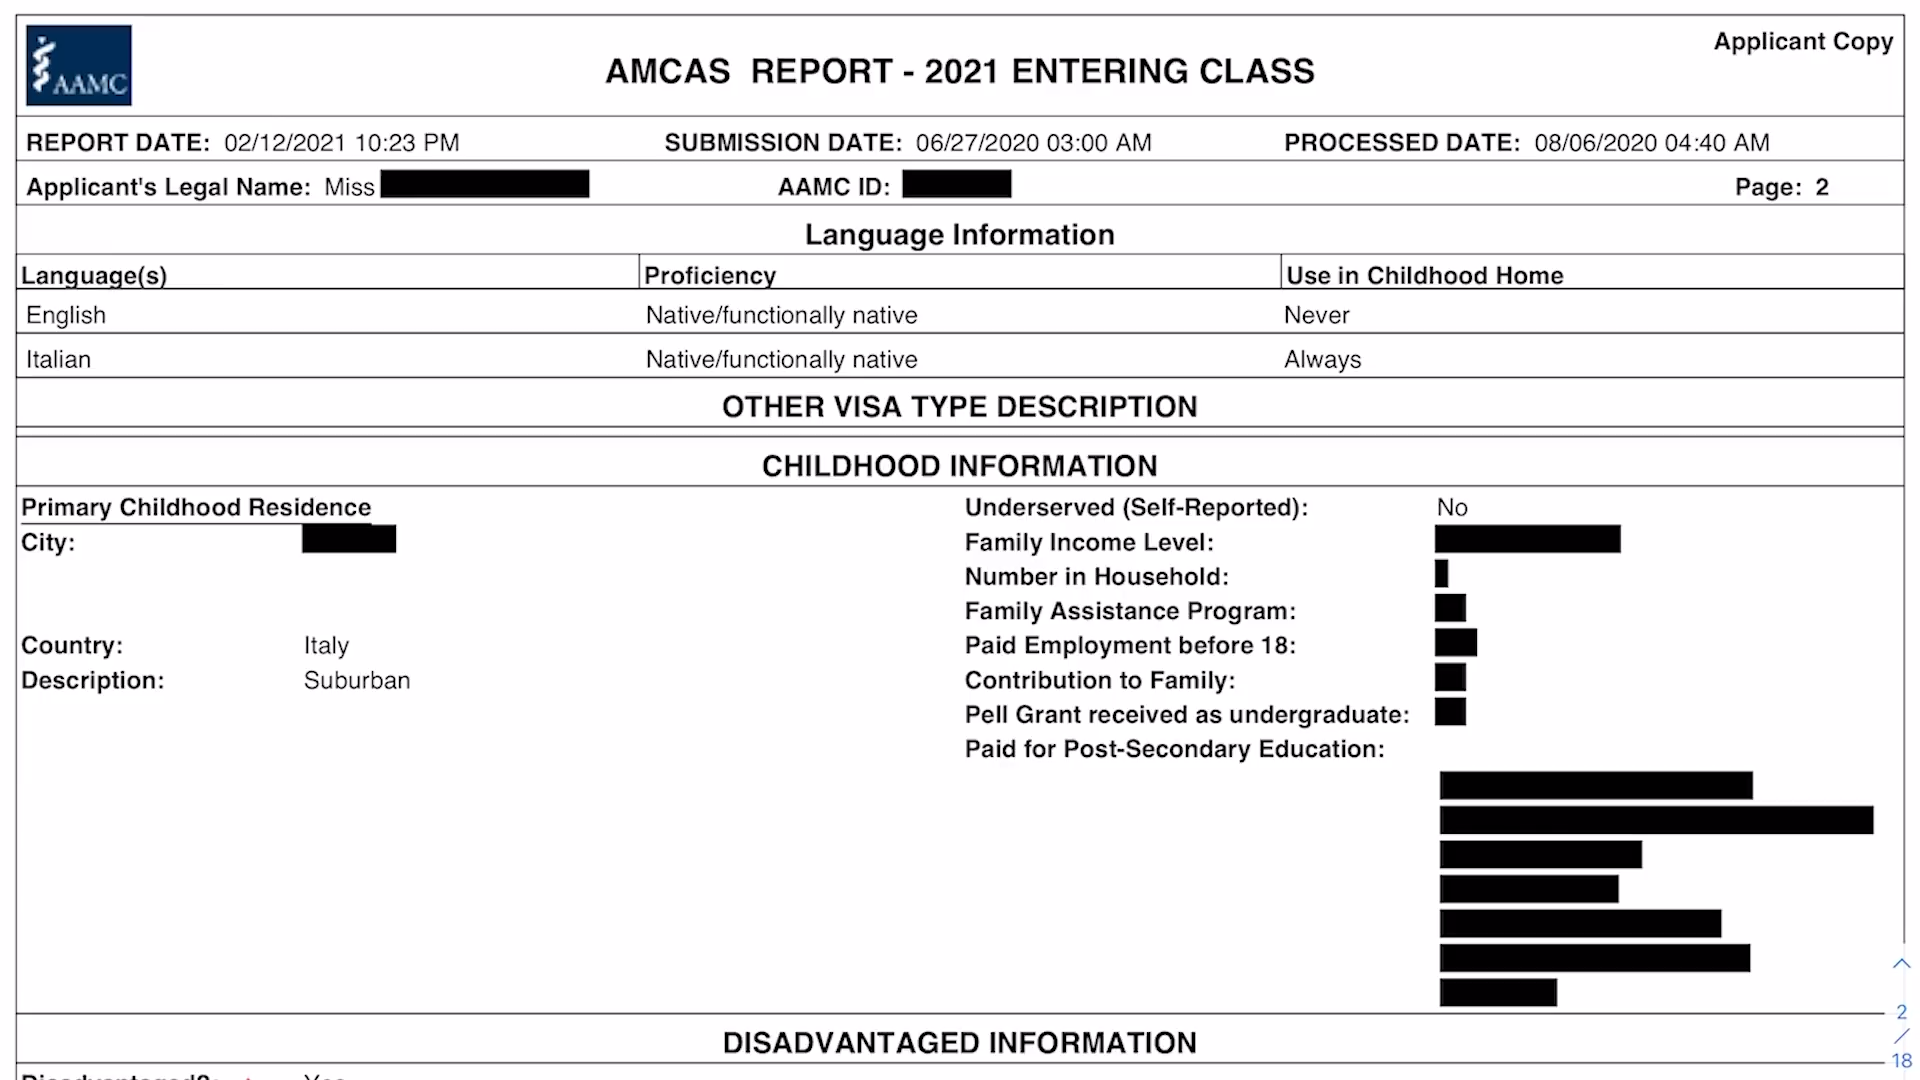 AAMC
Applicant Copy
AMCAS REPORT - 2021 ENTERING CLASS
REPORT DATE: 02/12/2021 10:23 PM SUBMISSION DATE: 06/27/2020 03:00 AM PROCESSED DATE: 08/06/2020 04:40 AM
Applicant's Legal Name: Miss AAMC ID: Page: 2
Language Information
Language(s) Proficiency Use in Childhood Home
English Native/functionally native Never
Italian Native/functionally native Always
OTHER VISA TYPE DESCRIPTION
CHILDHOOD INFORMATION
Primary Childhood Residence
City:
Country: Italy
Description: Suburban
Underserved (Self-Reported): No
Family Income Level:
Number in Household:
Family Assistance Program:
Paid Employment before 18:
Contribution to Family:
Pell Grant received as undergraduate:
Paid for Post-Secondary Education:
DISADVANTAGED INFORMATION
2
/
18